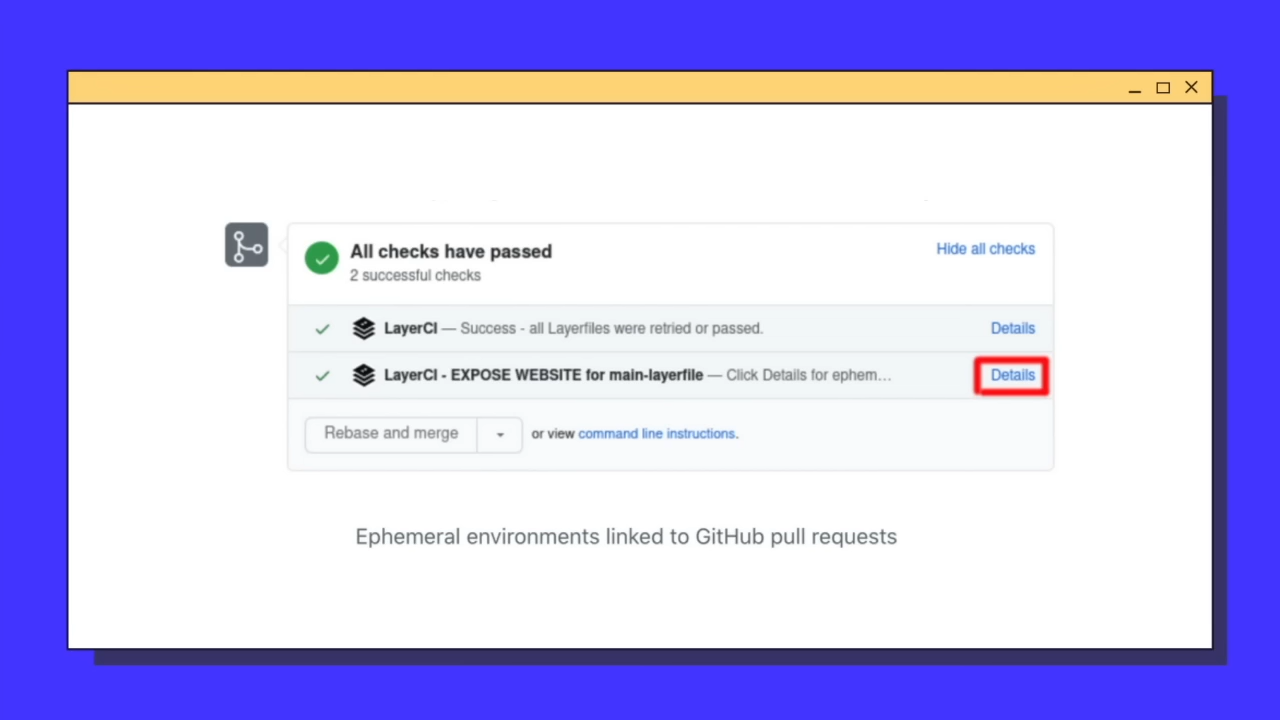 All checks have passed
Hide all checks
2 successful checks
LayerCI — Success - all Layerfiles were retried or passed.
Details
LayerCI - EXPOSE WEBSITE for main-layerfile — Click Details for ephem…
Details
Rebase and merge
or view command line instructions.
Ephemeral environments linked to GitHub pull requests